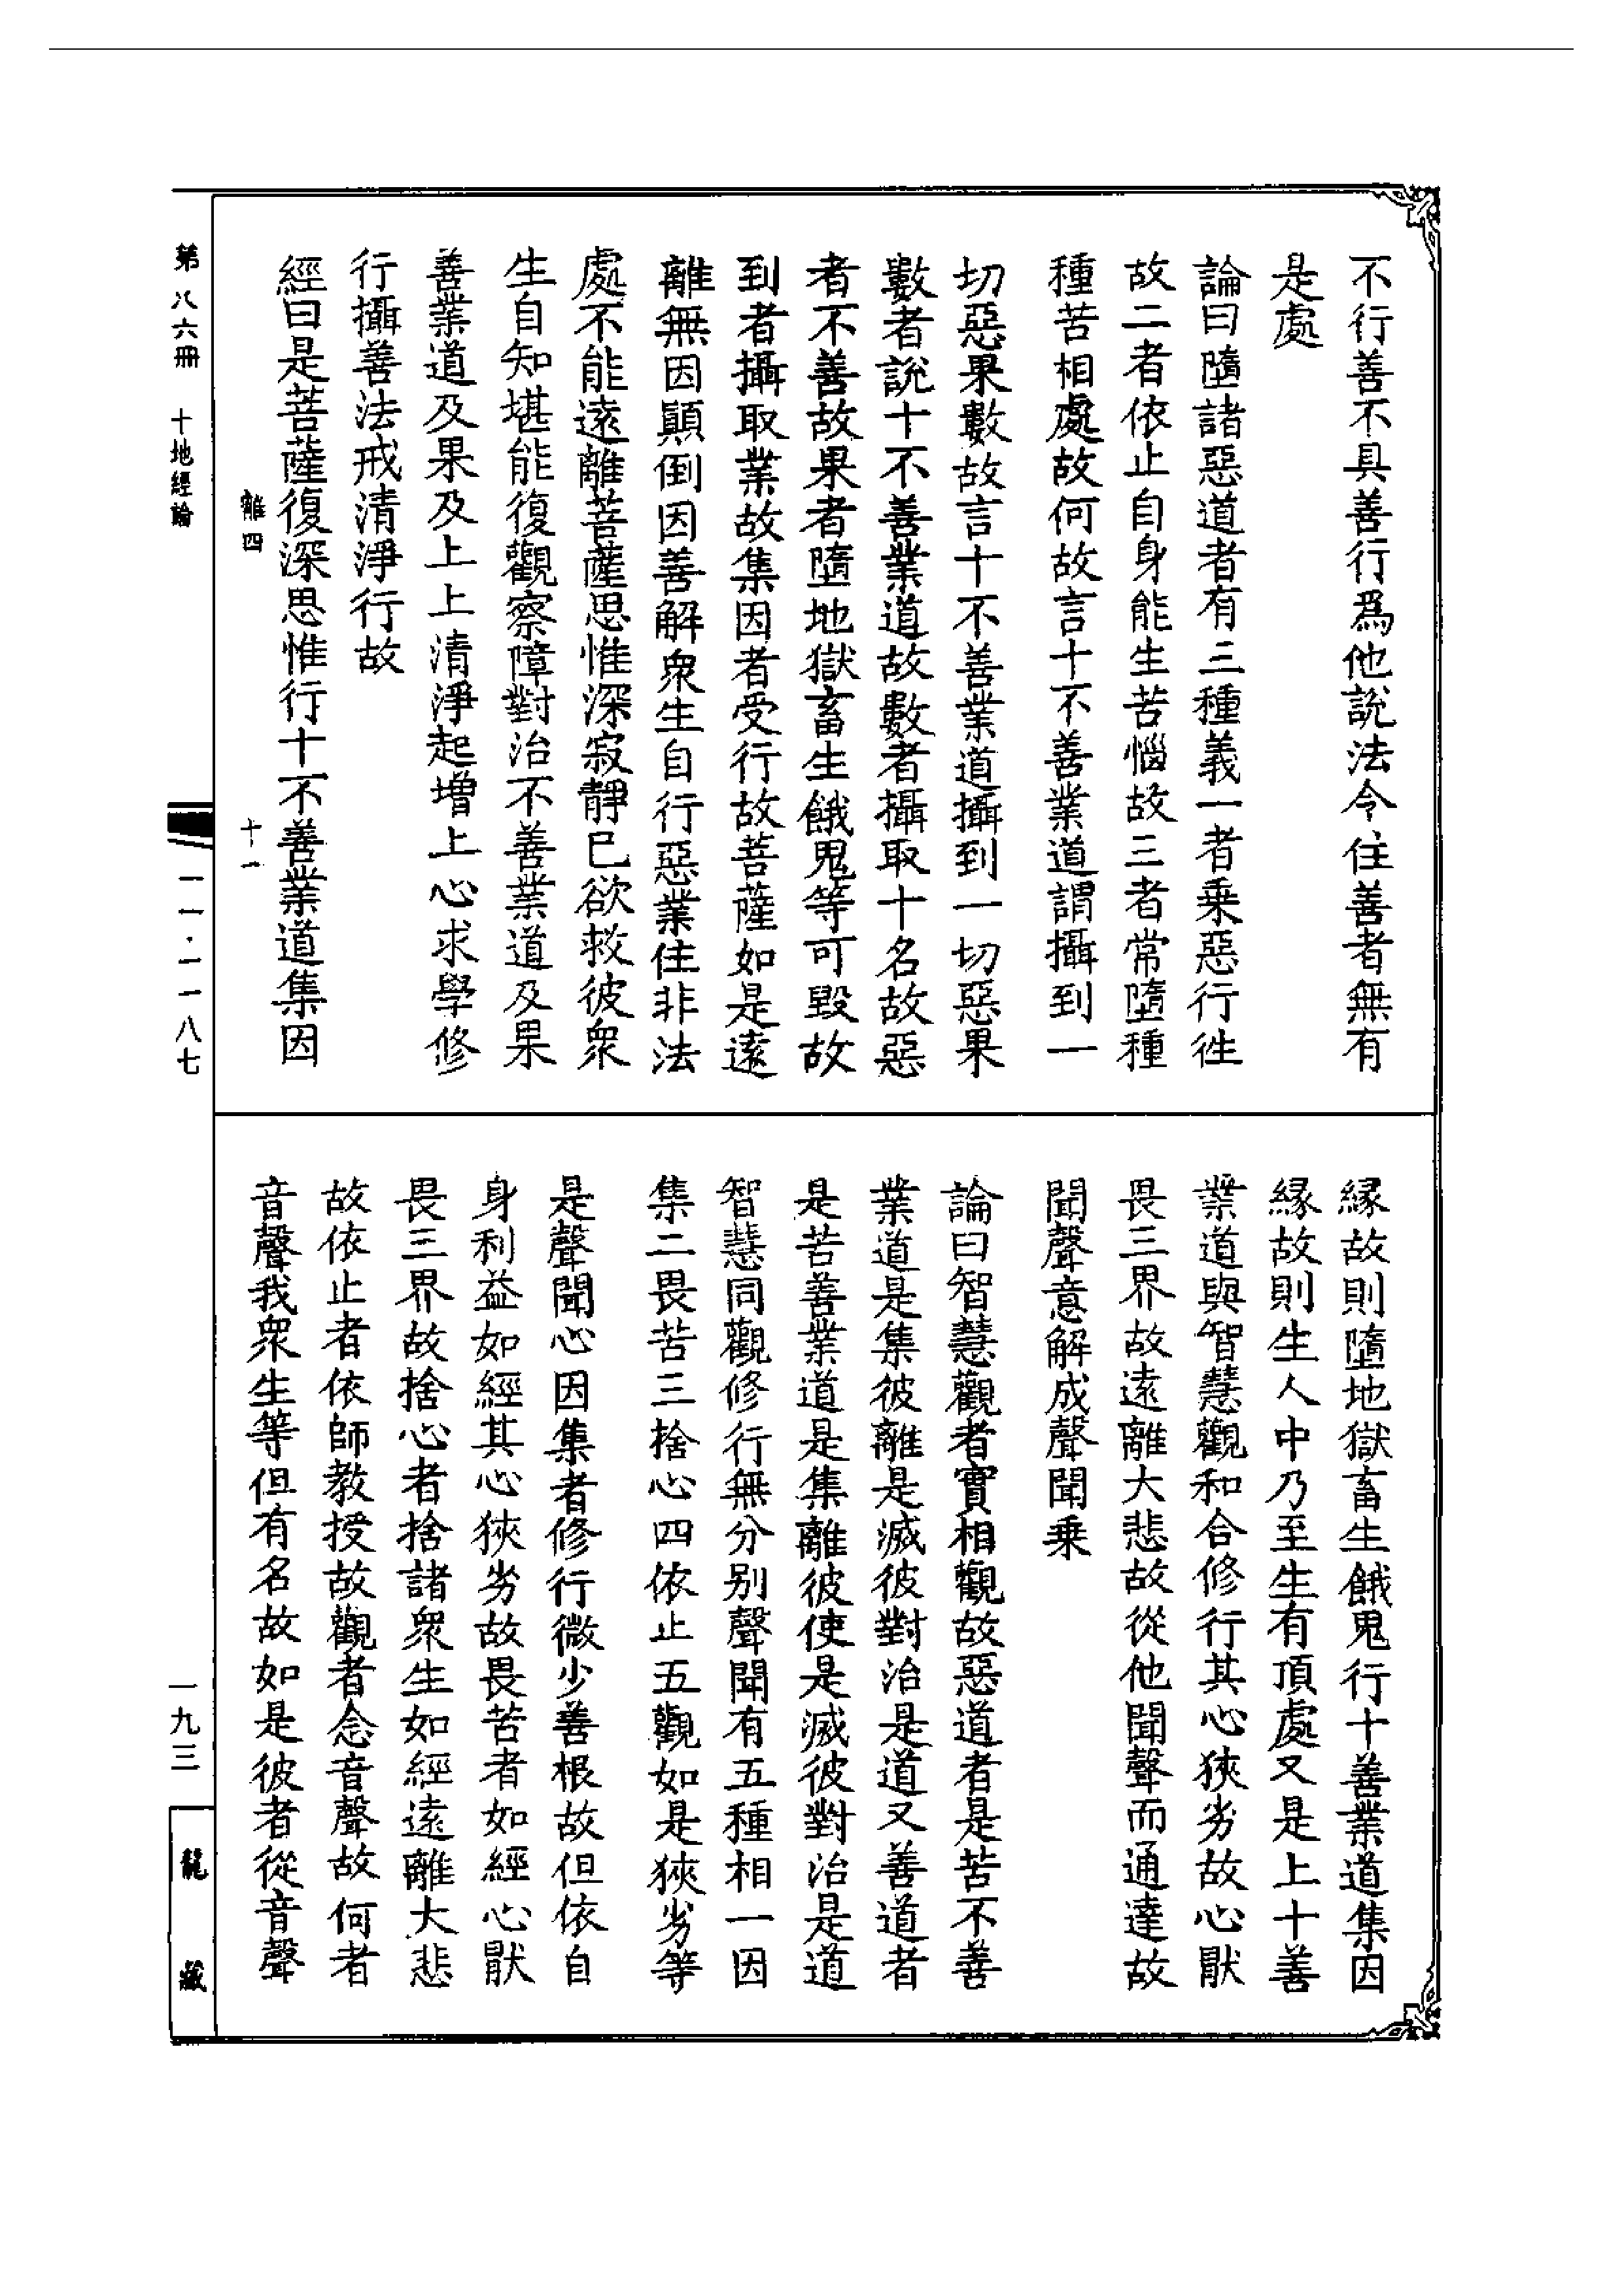 不行善不具善行爲他說法令住善者無有
是處
論曰墮諸惡道者有三種義一者乗惡行徃
故二者依止自身能生苦惱故三者常墮種
種苦相處故何故言十不善業道謂攝到一
切惡果數故言十不善業道攝到一切惡果
數者說十不善業道故數者攝取十名故惡
者不善故果者墮地獄畜生餓鬼等可毀故
到者攝取業故集因者受行故菩薩如是遠
離無因顛倒因善解衆生自行惡業住非法
處不能遠離菩薩思惟深寂靜已欲救彼衆
生自知堪能復觀察障對治不善業道及果
善業道及果及上上清淨起增上心求學修
行攝善法戒清淨行故
經曰是菩薩復深思惟行十不善業道集因
離四
十一
緣故則墮地獄畜生餓鬼行十善業道集因
緣故則生人中乃至生有頂處又是上十善
業道與智慧觀和合修行其心狹劣故心厭
畏三界故遠離大悲故從他聞聲而通達故
聞聲意解成聲聞乗
論曰智慧觀者實相觀故惡道者是苦不善
業道是集彼離是滅彼對治是道又善道者
是苦善業道是集離彼使是滅彼對治是道
智慧同觀修行無分別聲聞有五種相一因
集二畏苦三捨心四依止五觀如是狹劣等
是聲聞心因集者修行微少善根故但依自
身利益如經其心狹劣故畏苦者如經心厭
畏三界故捨心者捨諸衆生如經遠離大悲
故依止者依師教授故觀者念音聲故何者
音聲我衆生等但有名故如是彼者從音聲
第八六冊 十地經論
一一·一一八七
一九三
龍藏